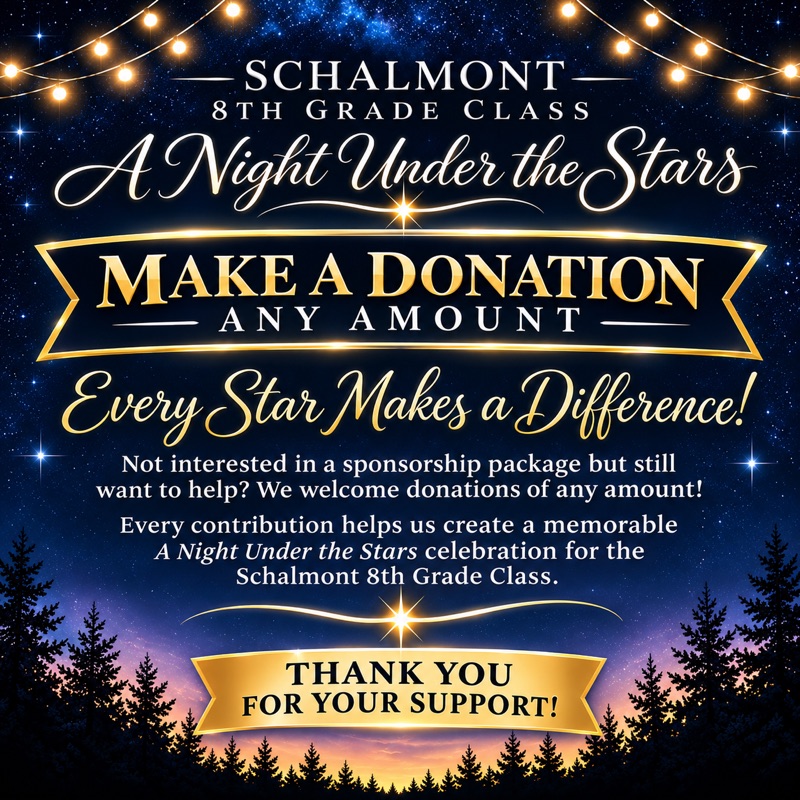 SCHALMONT
8TH GRADE CLASS
A Night Under the Stars
MAKE A DONATION
ANY AMOUNT
Every Star Makes a Difference!
Not interested in a sponsorship package but still
want to help? We welcome donations of any amount!
Every contribution helps us create a memorable
A Night Under the Stars celebration for the
Schalmont 8th Grade Class.
THANK YOU
FOR YOUR SUPPORT!